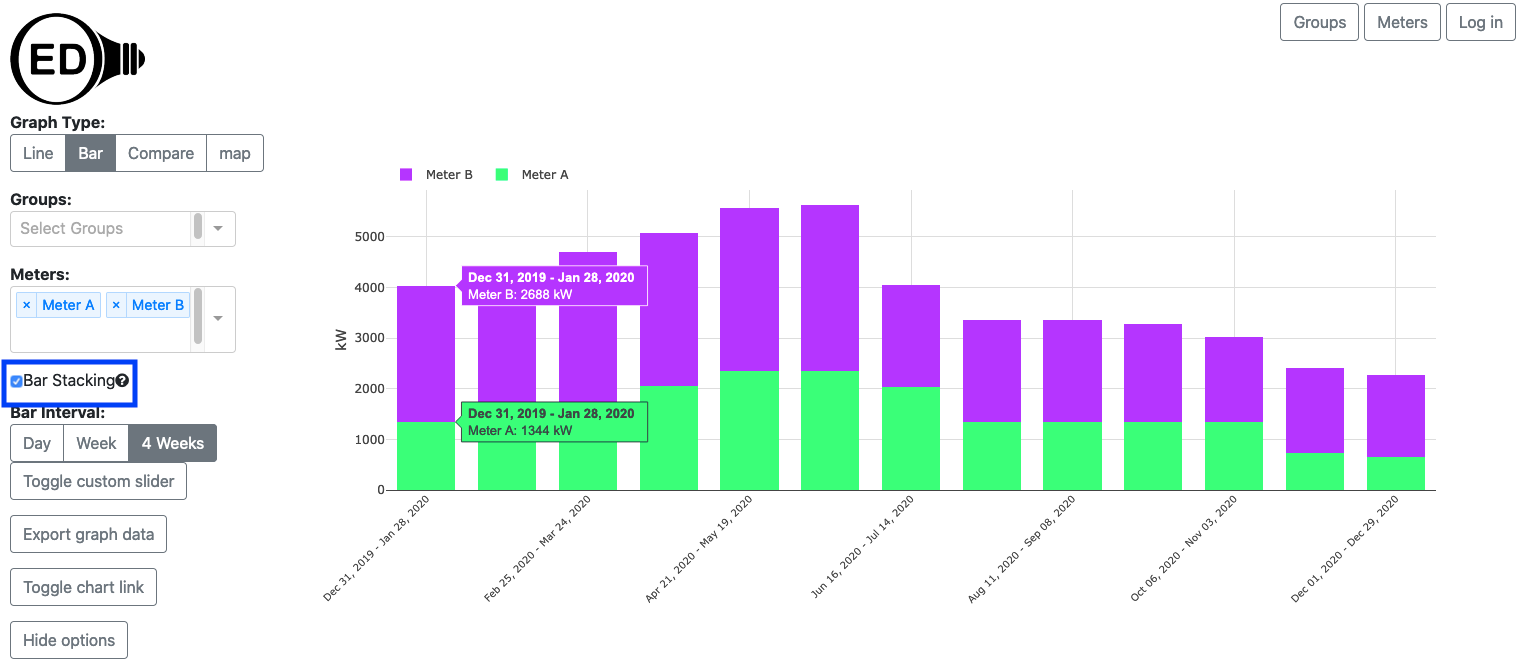 Groups Meters Log in
ED
Graph Type:
Line Bar Compare map
Groups:
Select Groups
Meters:
× Meter A × Meter B
Bar Stacking?
Bar Interval:
Day Week 4 Weeks
Toggle custom slider
Export graph data
Toggle chart link
Hide options
Meter B Meter A
kW
5000
4000
3000
2000
1000
0
Dec 31, 2019 - Jan 28, 2020
Meter B: 2688 kW
Dec 31, 2019 - Jan 28, 2020
Meter A: 1344 kW
Dec 31, 2019 - Jan 28, 2020
Feb 25, 2020 - Mar 24, 2020
Apr 21, 2020 - May 19, 2020
Jun 16, 2020 - Jul 14, 2020
Aug 11, 2020 - Sep 08, 2020
Oct 06, 2020 - Nov 03, 2020
Dec 01, 2020 - Dec 29, 2020